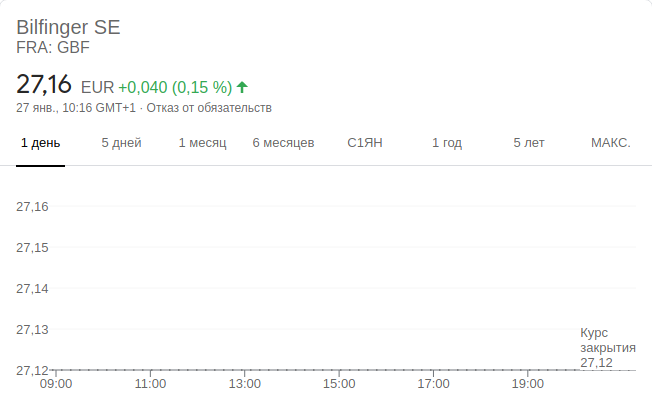 Bilfinger SE
FRA: GBF
27,16 EUR +0,040 (0,15 %)
27 янв., 10:16 GMT+1 · Отказ от обязательств
1 день 5 дней 1 месяц 6 месяцев С1ЯН 1 год 5 лет МАКС.
27,16
27,15
27,14
27,13
Курс
закрытия
27,12
27,12
09:00 11:00 13:00 15:00 17:00 19:00